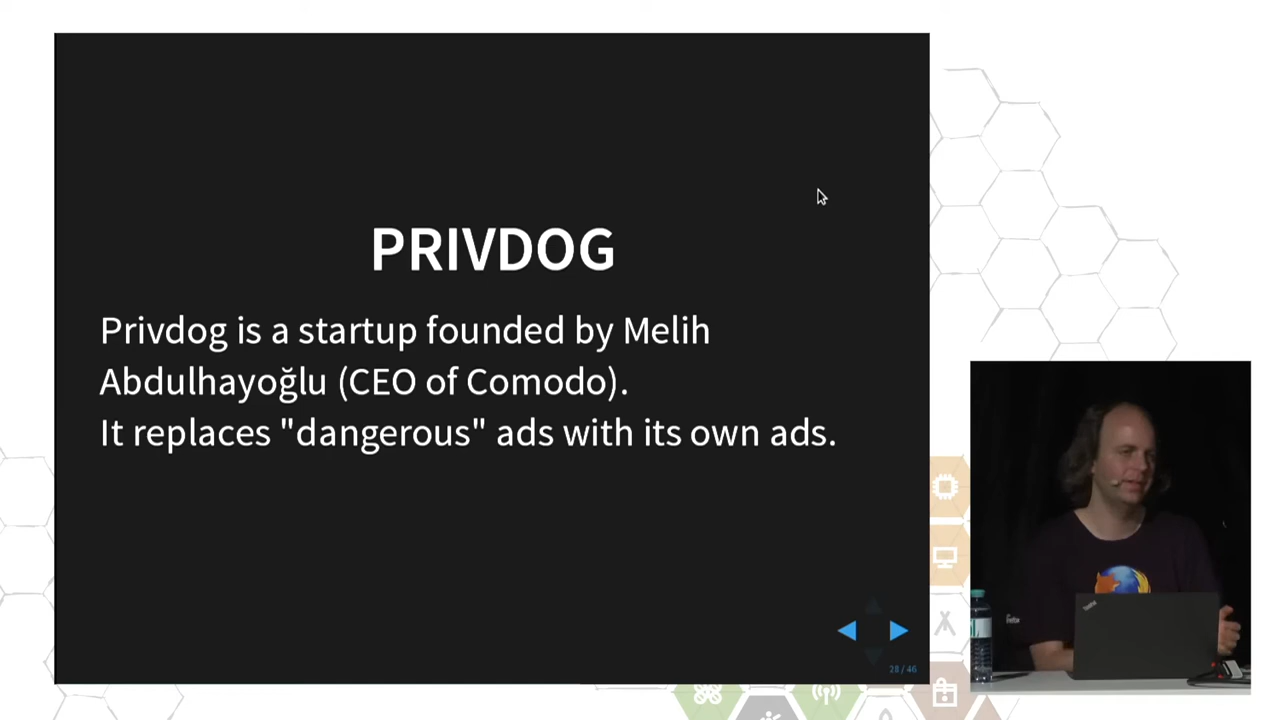 PRIVDOG
Privdog is a startup founded by Melih
Abdulhayoğlu (CEO of Comodo).
It replaces "dangerous" ads with its own ads.
28 / 46
ThinkPad